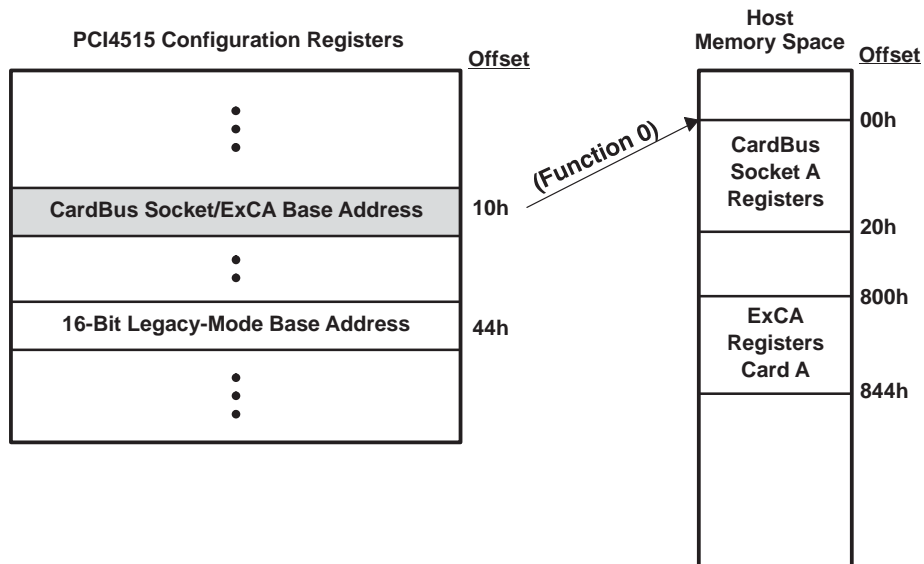 PCI4515 Configuration Registers
Offset
CardBus Socket/ExCA Base Address
10h
16-Bit Legacy-Mode Base Address
44h
(Function 0)
Host
Memory Space
Offset
00h
CardBus
Socket A
Registers
20h
800h
ExCA
Registers
Card A
844h